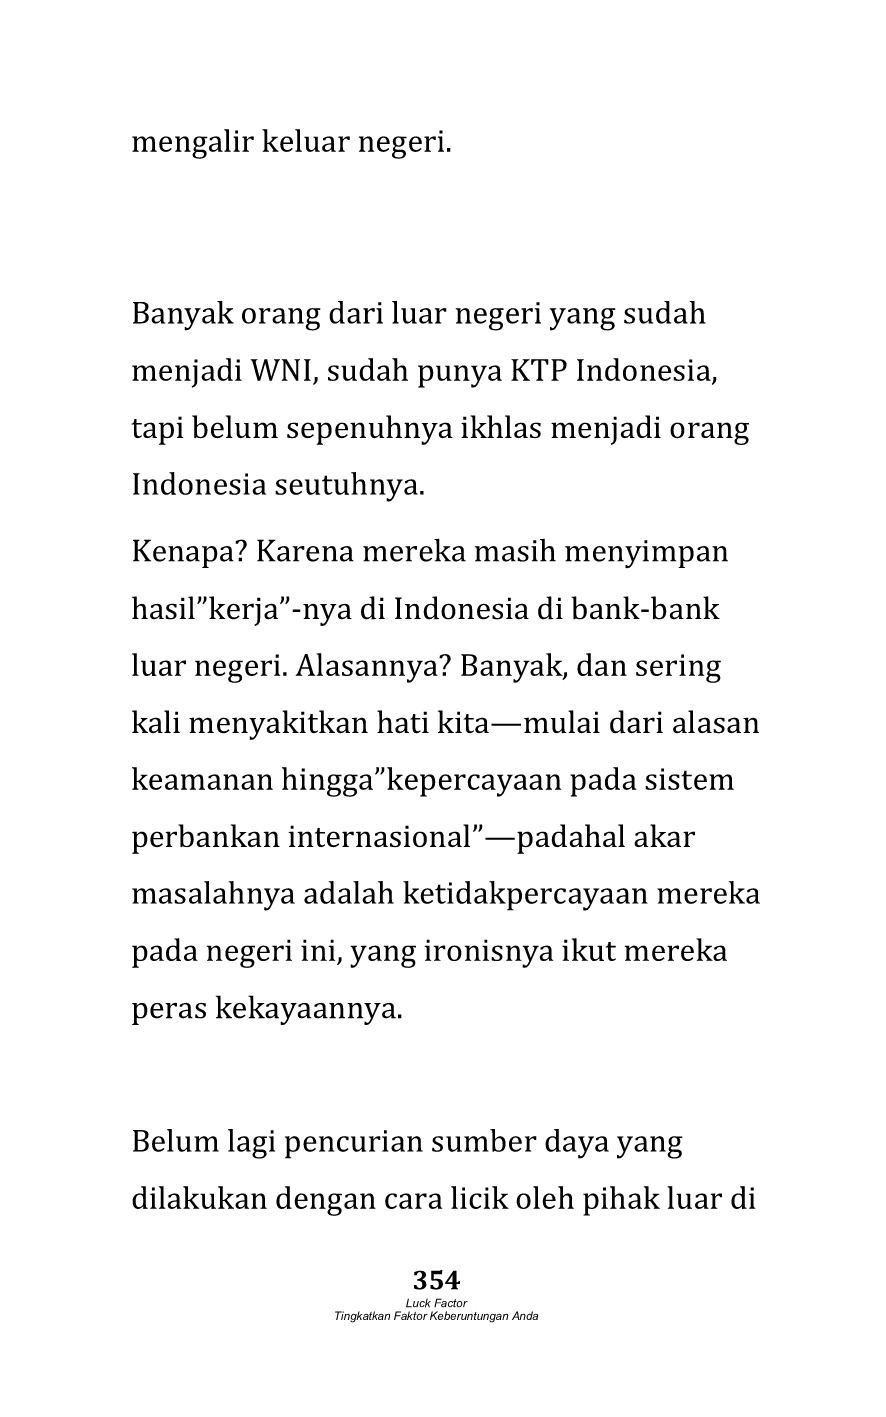 mengalir keluar negeri.
Banyak orang dari luar negeri yang sudah
menjadi WNI, sudah punya KTP Indonesia,
tapi belum sepenuhnya ikhlas menjadi orang
Indonesia seutuhnya.
Kenapa? Karena mereka masih menyimpan
hasil”kerja”-nya di Indonesia di bank-bank
luar negeri. Alasannya? Banyak, dan sering
kali menyakitkan hati kita—mulai dari alasan
keamanan hingga”kepercayaan pada sistem
perbankan internasional”—padahal akar
masalahnya adalah ketidakpercayaan mereka
pada negeri ini, yang ironisnya ikut mereka
peras kekayaannya.
Belum lagi pencurian sumber daya yang
dilakukan dengan cara licik oleh pihak luar di
354
Luck Factor
Tingkatkan Faktor Keberuntungan Anda